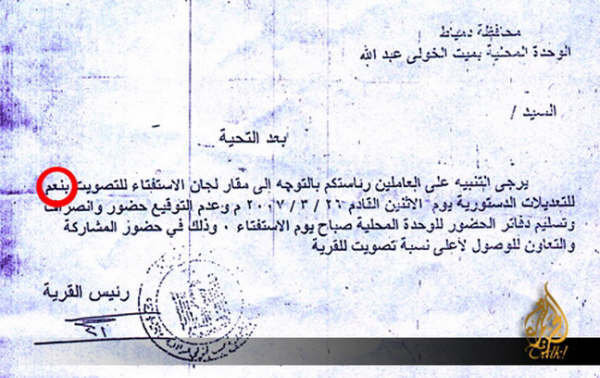 محافظة دمياط
الوحدة المحلية بميت الخولى عبد الله
السيد /
بعد التحية
يرجى التنبيه على العاملين رئاستكم بالتوجه إلى مقار لجان الاستفتاء للتصويت بنعم
للتعديلات الدستورية يوم الاثنين القادم ٢٦ / ٣ / ٢٠٠٧ م وعدم التوقيع حضور وانصراف
وتسليم دفاتر الحضور للوحدة المحلية صباح يوم الاستفتاء ٠ وذلك في حضور المشاركة
والتعاون للوصول لأعلى نسبة تصويت للقرية
رئيس القرية
Talk!